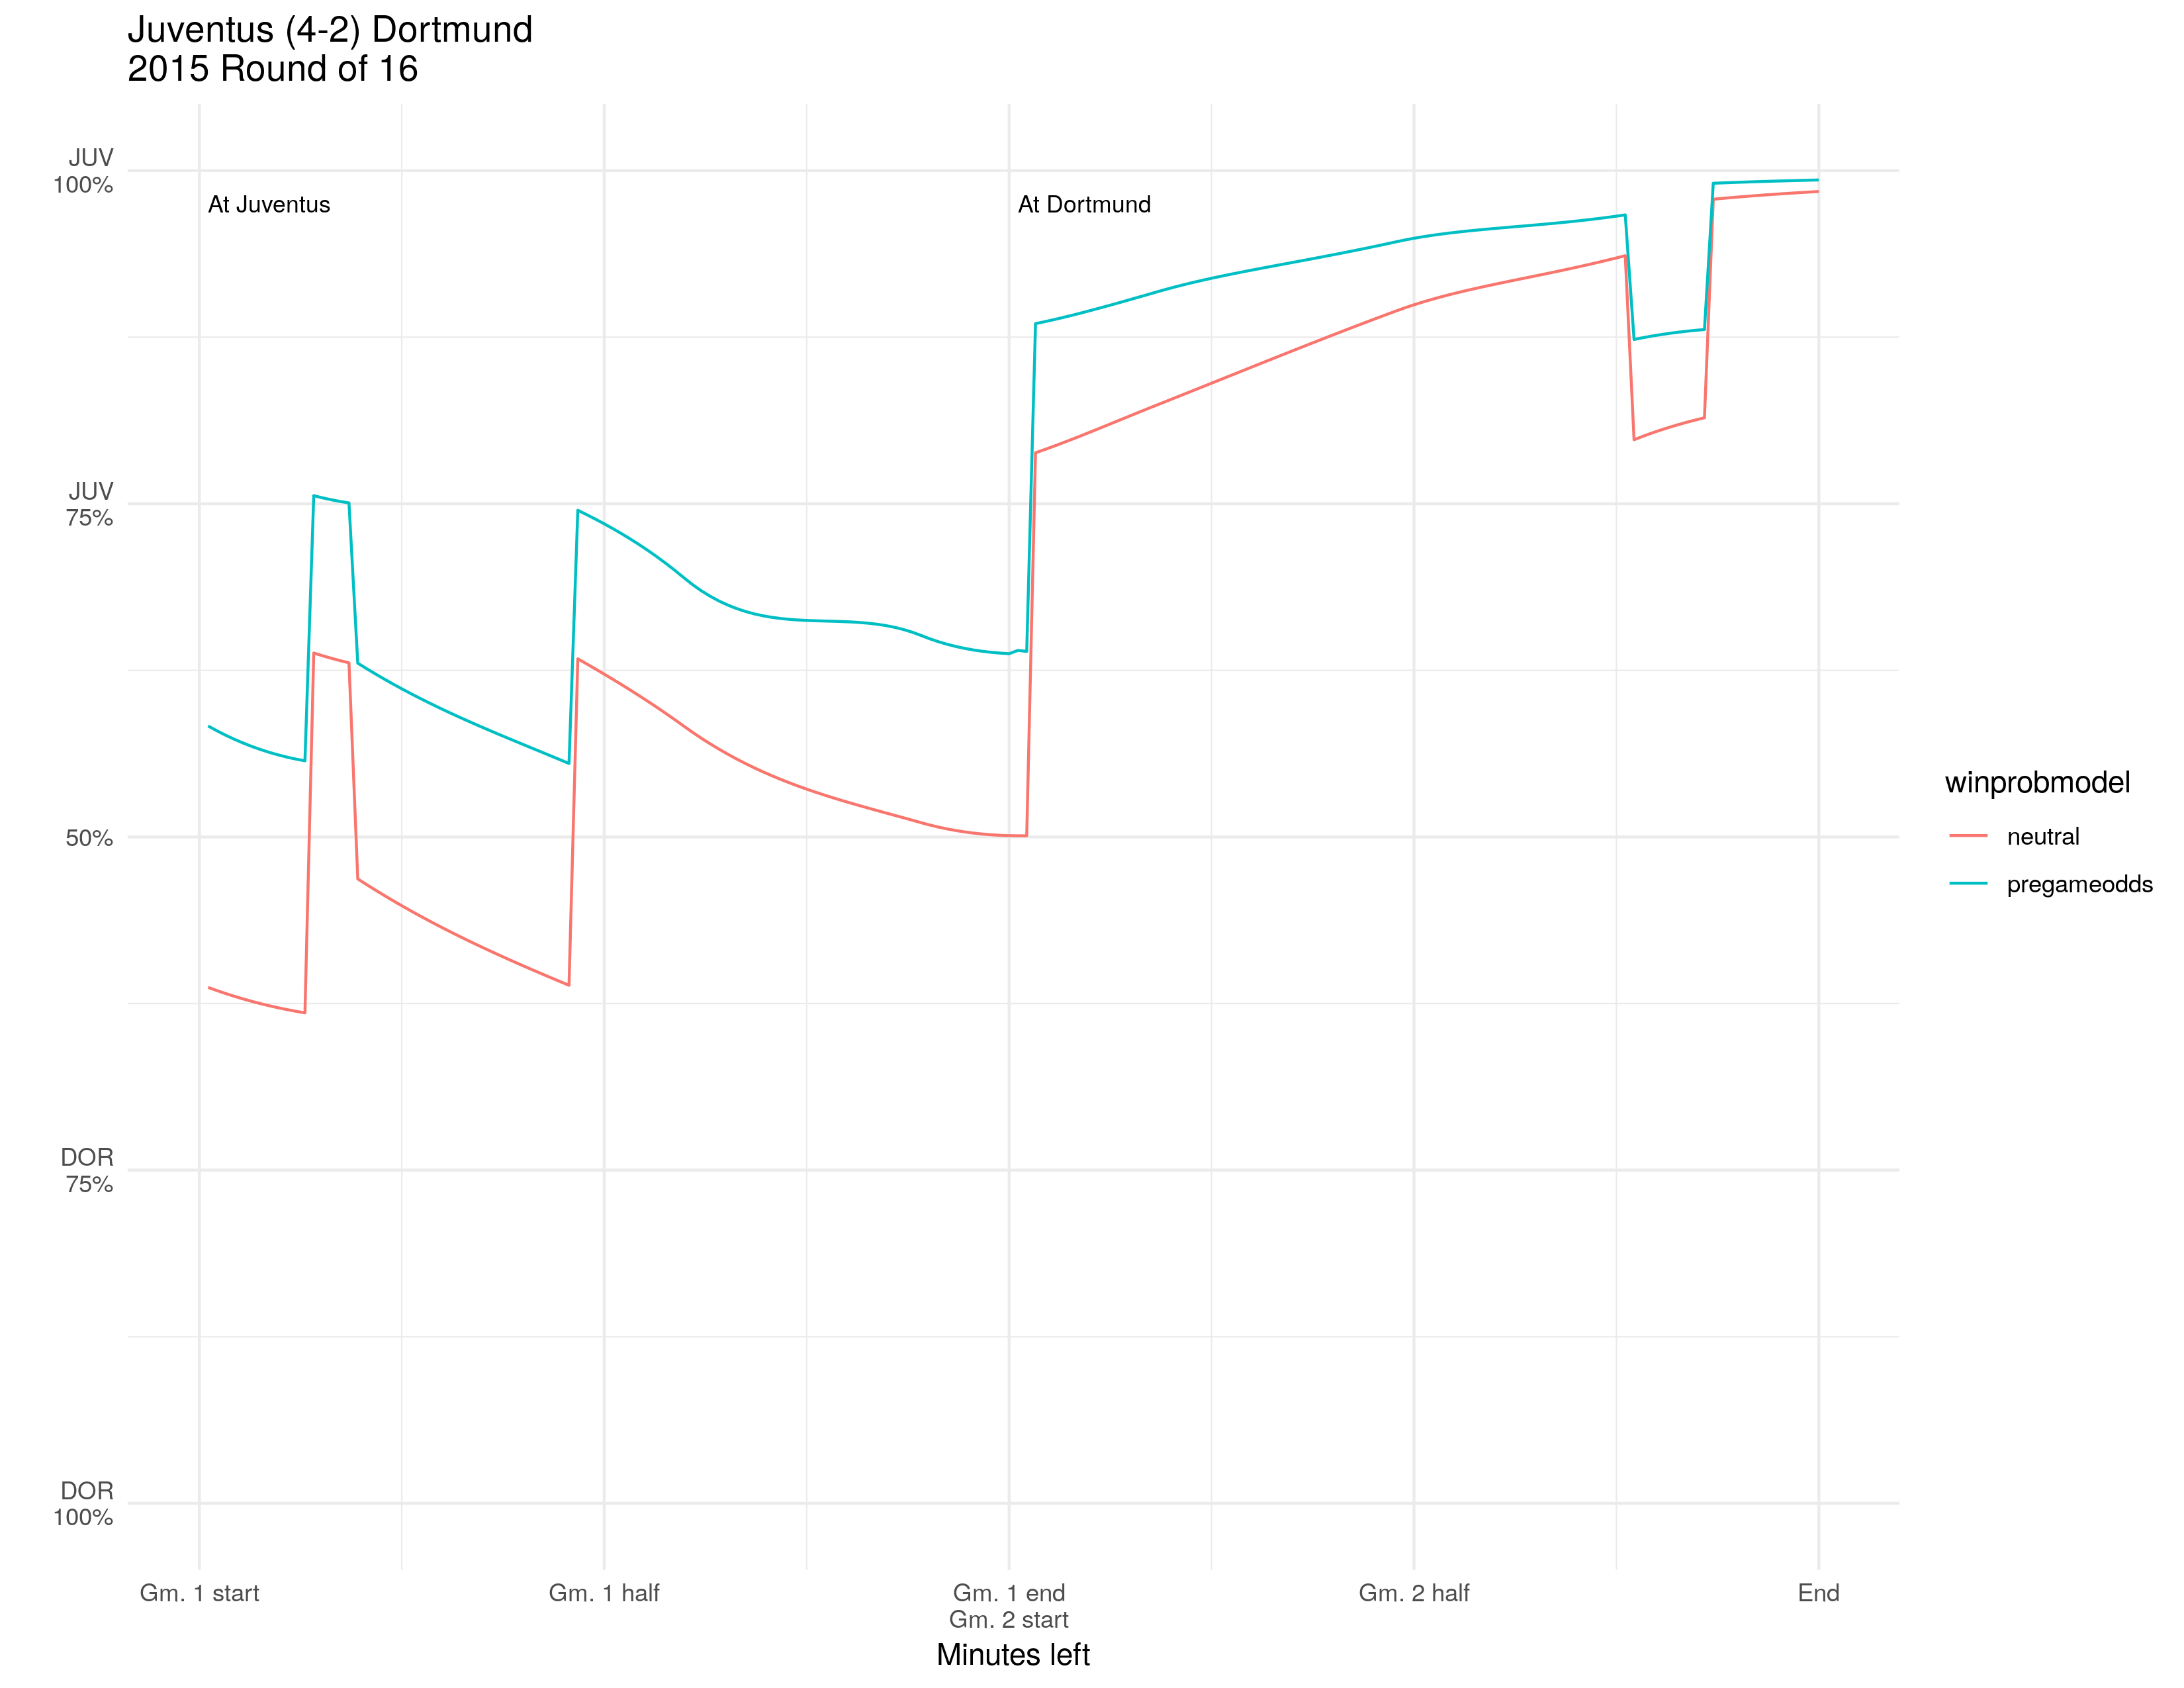 Juventus (4-2) Dortmund
2015 Round of 16
JUV
100%
At Juventus
At Dortmund
JUV
75%
50%
DOR
75%
DOR
100%
winprobmodel
neutral
pregameodds
Gm. 1 start
Gm. 1 half
Gm. 1 end
Gm. 2 start
Gm. 2 half
End
Minutes left